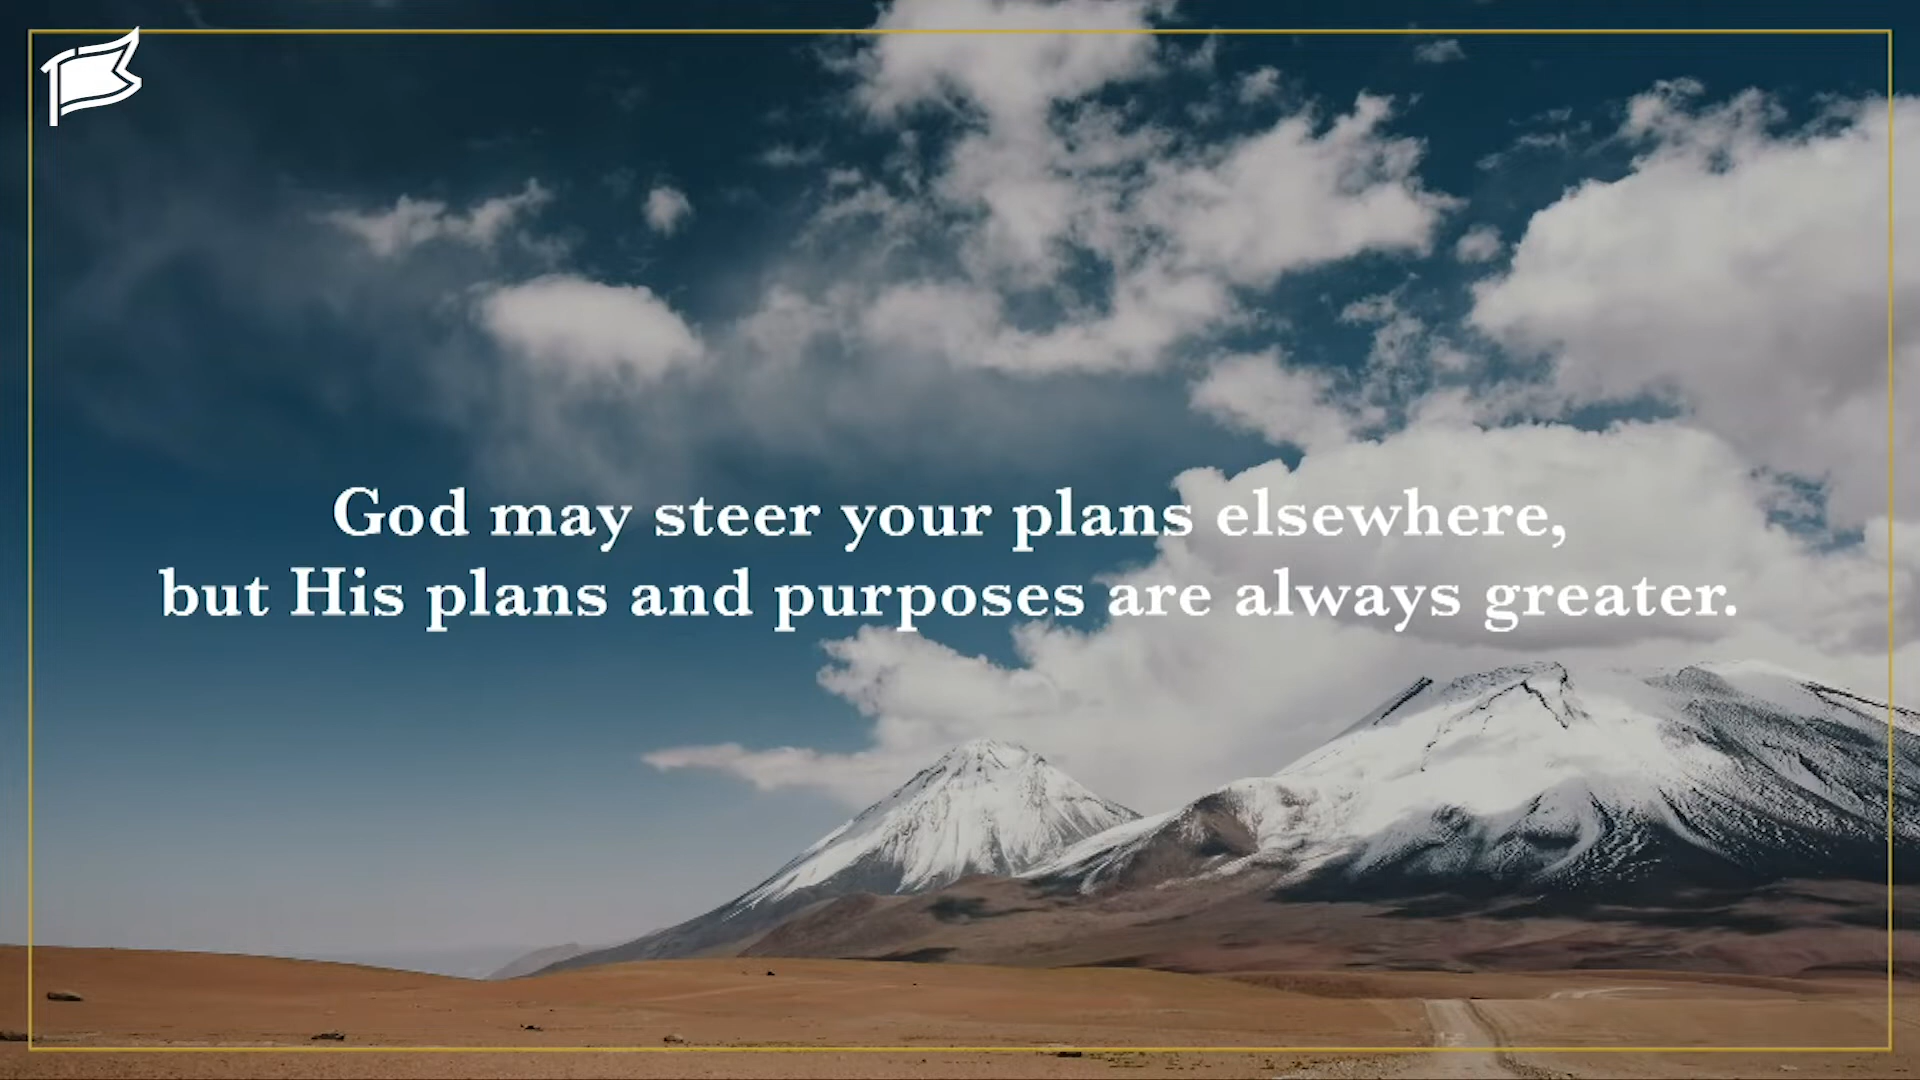 God may steer your plans elsewhere,
but His plans and purposes are always greater.